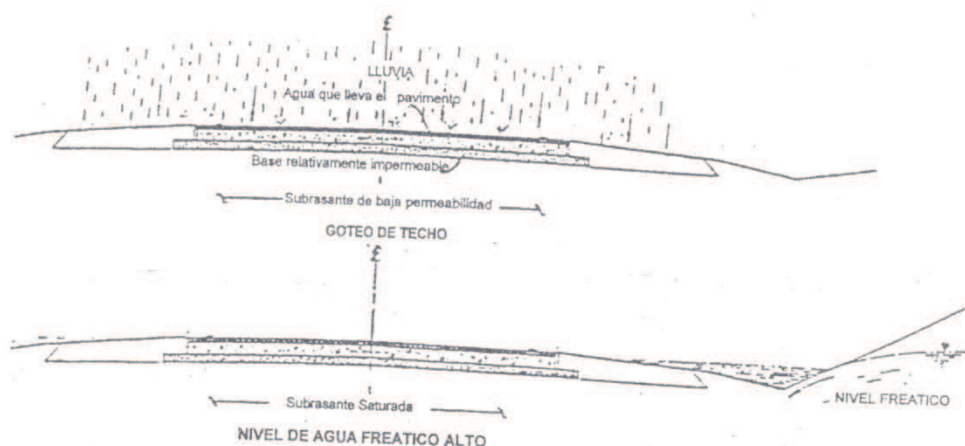 ℄
LLUVIA
Agua que lleva el pavimento
Base relativamente impermeable
Subrasante de baja permeabilidad
GOTEO DE TECHO
℄
NIVEL FREATICO
Subrasante Saturada
NIVEL DE AGUA FREATICO ALTO